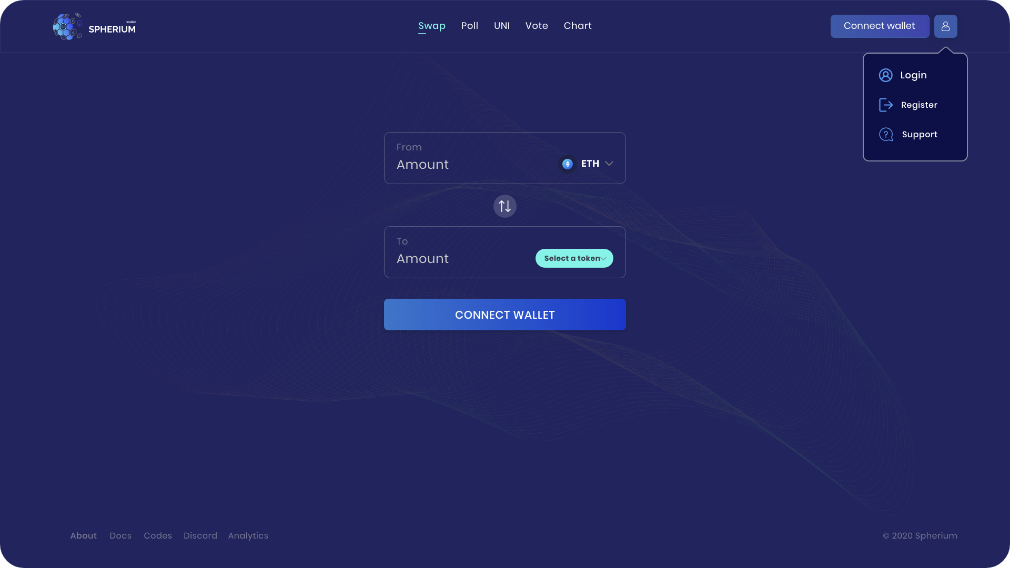 SPHERIUM
Swap Poll UNI Vote Chart
Connect wallet
Login
Register
Support
From
Amount
ETH
To
Amount
Select a token
CONNECT WALLET
About Docs Codes Discord Analytics
© 2020 Spherium